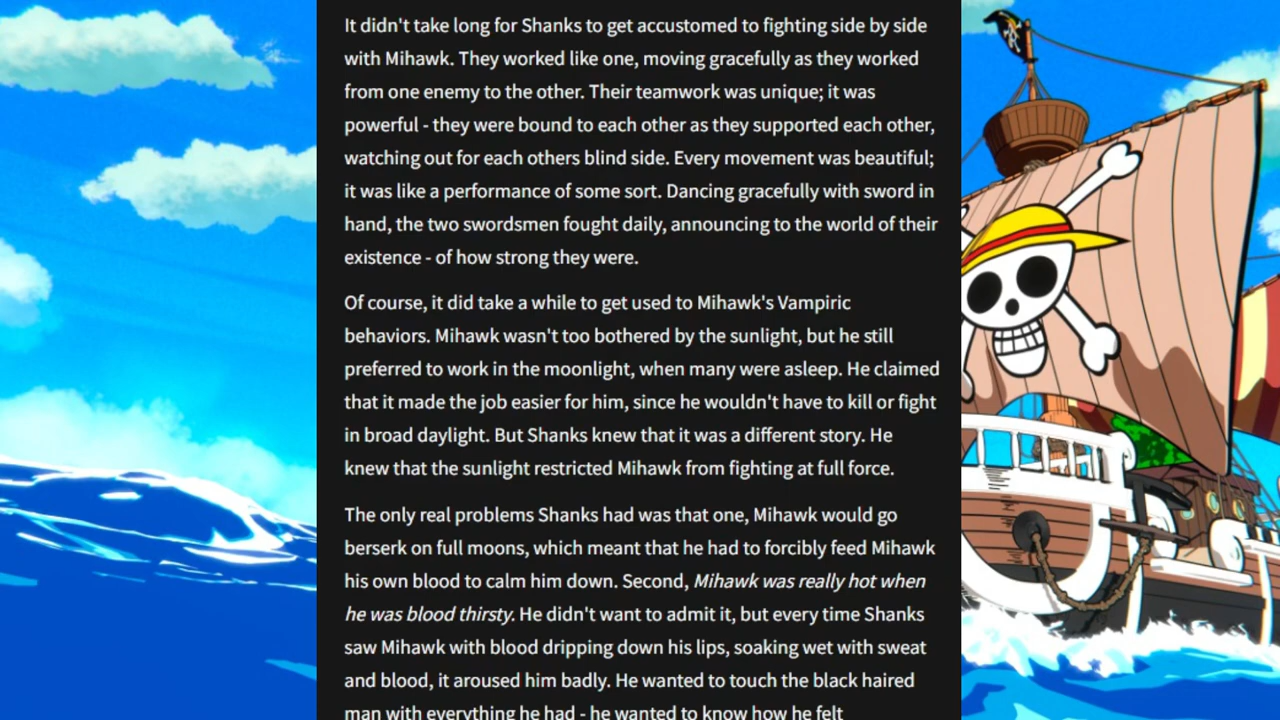 It didn't take long for Shanks to get accustomed to fighting side by side
with Mihawk. They worked like one, moving gracefully as they worked
from one enemy to the other. Their teamwork was unique; it was
powerful - they were bound to each other as they supported each other,
watching out for each others blind side. Every movement was beautiful;
it was like a performance of some sort. Dancing gracefully with sword in
hand, the two swordsmen fought daily, announcing to the world of their
existence - of how strong they were.
Of course, it did take a while to get used to Mihawk's Vampiric
behaviors. Mihawk wasn't too bothered by the sunlight, but he still
preferred to work in the moonlight, when many were asleep. He claimed
that it made the job easier for him, since he wouldn't have to kill or fight
in broad daylight. But Shanks knew that it was a different story. He
knew that the sunlight restricted Mihawk from fighting at full force.
The only real problems Shanks had was that one, Mihawk would go
berserk on full moons, which meant that he had to forcibly feed Mihawk
his own blood to calm him down. Second, Mihawk was really hot when
he was blood thirsty. He didn't want to admit it, but every time Shanks
saw Mihawk with blood dripping down his lips, soaking wet with sweat
and blood, it aroused him badly. He wanted to touch the black haired
man with everything he had - he wanted to know how he felt